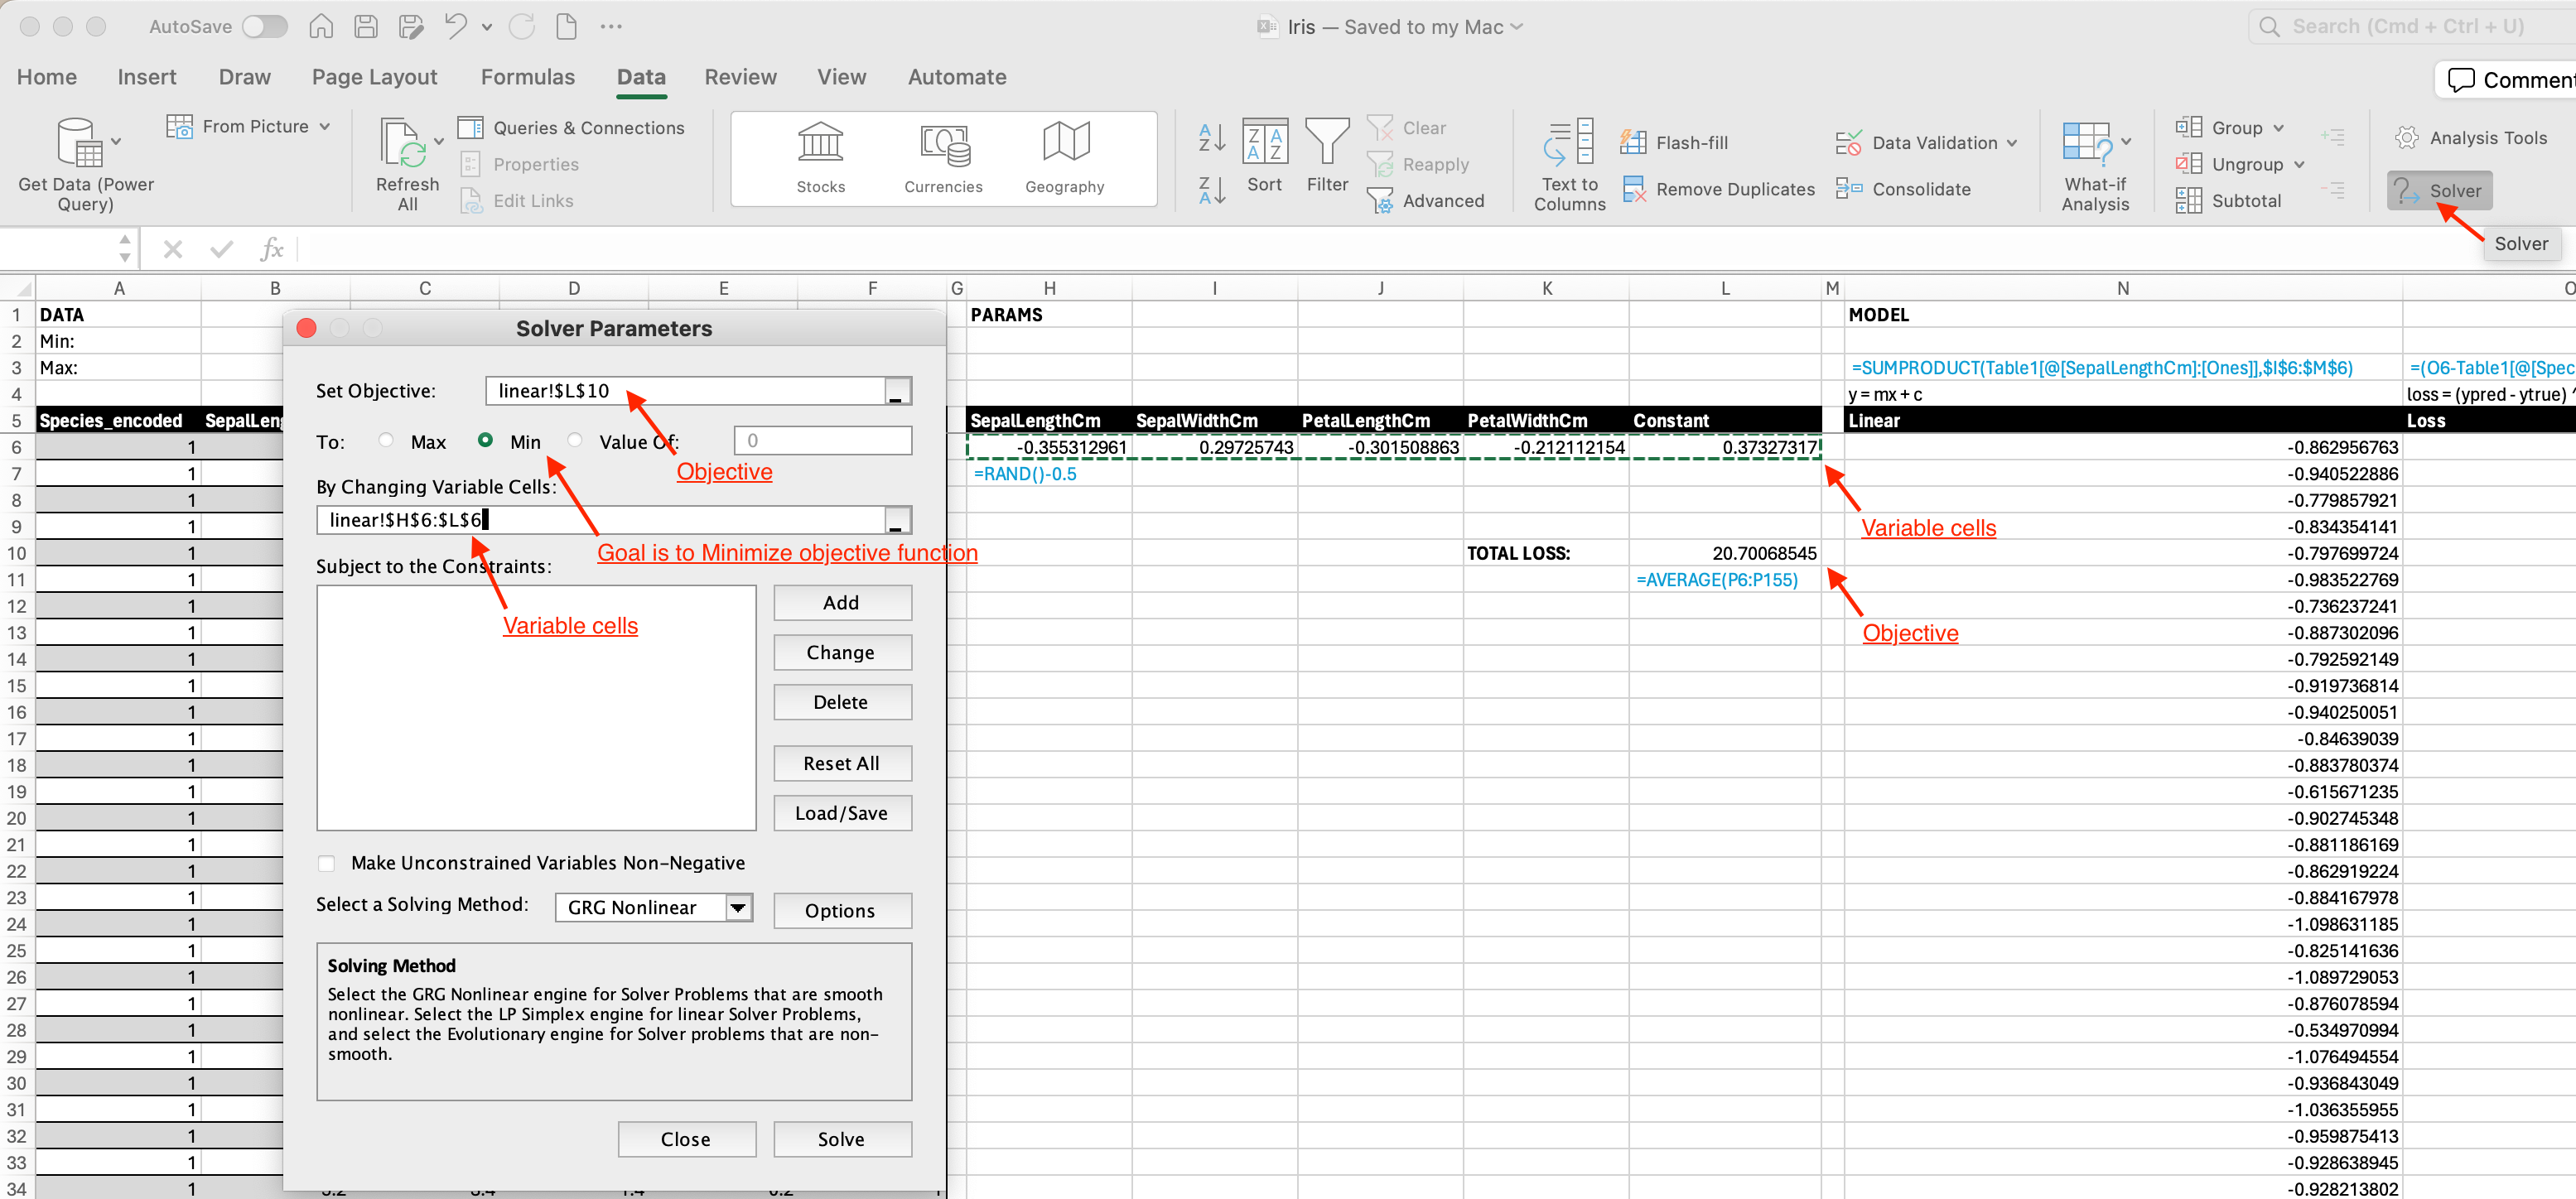 AutoSave
Iris — Saved to my Mac
Search (Cmd + Ctrl + U)
Home Insert Draw Page Layout Formulas Data Review View Automate
Get Data (Power Query)
From Picture
Refresh All
Queries & Connections
Properties
Edit Links
Stocks Currencies Geography
Sort Filter
Clear
Reapply
Advanced
Text to Columns
Flash-fill
Remove Duplicates
Data Validation
Consolidate
What-if Analysis
Group
Ungroup
Subtotal
Analysis Tools
Solver
Solver
fx
A B C D E F G H I J K L M N
1 DATA PARAMS MODEL
2 Min:
3 Max: =SUMPRODUCT(Table1[@[SepalLengthCm]:[Ones]],$I$6:$M$6)
4 y = mx + c loss = (ypred - ytrue) ^
5 Species_encoded SepalLengthCm SepalWidthCm PetalLengthCm PetalWidthCm Constant Linear Loss
6 1 -0.355312961 0.29725743 -0.301508863 -0.212112154 0.37327317 -0.862956763
7 1 =RAND()-0.5 -0.940522886
8 1 -0.779857921
9 1 -0.834354141
10 1 TOTAL LOSS: 20.70068545 -0.797699724
11 1 =AVERAGE(P6:P155) -0.983522769
12 1 -0.736237241
13 1 -0.887302096
14 1 -0.792592149
15 1 -0.919736814
16 1 -0.940250051
17 1 -0.84639039
18 1 -0.883780374
19 1 -0.615671235
20 1 -0.902745348
21 1 -0.881186169
22 1 -0.862919224
23 1 -0.884167978
24 1 -1.098631185
25 1 -0.825141636
26 1 -1.089729053
27 1 -0.876078594
28 1 -0.534970994
29 1 -1.076494554
30 1 -0.936843049
31 1 -1.036355955
32 1 -0.959875413
33 1 -0.928638945
34 1 -0.928213802
Solver Parameters
Set Objective: linear!$L$10
To: Max Min Value Of: 0
Objective
By Changing Variable Cells:
linear!$H$6:$L$6
Goal is to Minimize objective function
Subject to the Constraints:
Variable cells
Add
Change
Delete
Reset All
Load/Save
Make Unconstrained Variables Non-Negative
Select a Solving Method: GRG Nonlinear Options
Solving Method
Select the GRG Nonlinear engine for Solver Problems that are smooth
nonlinear. Select the LP Simplex engine for linear Solver Problems,
and select the Evolutionary engine for Solver problems that are non-
smooth.
Close Solve
Variable cells
Objective